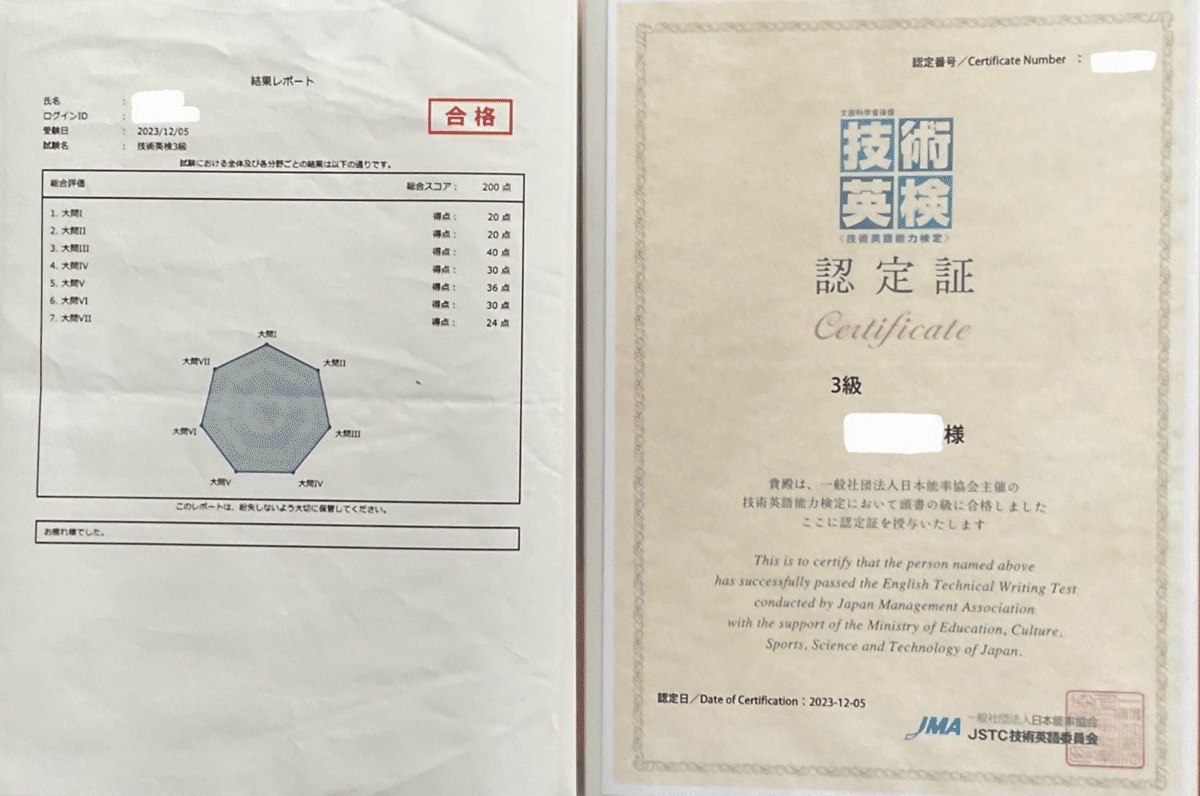 結果レポート
氏名 :
ログインID :
受験日 : 2023/12/05
試験名 : 技術英検3級
合格
試験における全体及び各分野ごとの結果は以下の通りです。
総合評価 総合スコア： 200 点
1. 大問I 得点： 20 点
2. 大問II 得点： 20 点
3. 大問III 得点： 40 点
4. 大問IV 得点： 30 点
5. 大問V 得点： 36 点
6. 大問VI 得点： 30 点
7. 大問VII 得点： 24 点
大問I
大問VII 大問II
大問VI 大問III
大問V 大問IV
このレポートは、紛失しないよう大切に保管してください。
お疲れ様でした。
認定番号／Certificate Number ：
文部科学省後援
技術
英検
〈技術英語能力検定〉
認定証
Certificate
3級
様
貴殿は、一般社団法人日本能率協会主催の
技術英語能力検定において頭書の級に合格しました
ここに認定証を授与いたします
This is to certify that the person named above
has successfully passed the English Technical Writing Test
conducted by Japan Management Association
with the support of the Ministry of Education, Culture,
Sports, Science and Technology of Japan.
認定日／Date of Certification：2023-12-05
JMA 一般社団法人日本能率協会
JSTC技術英語委員会